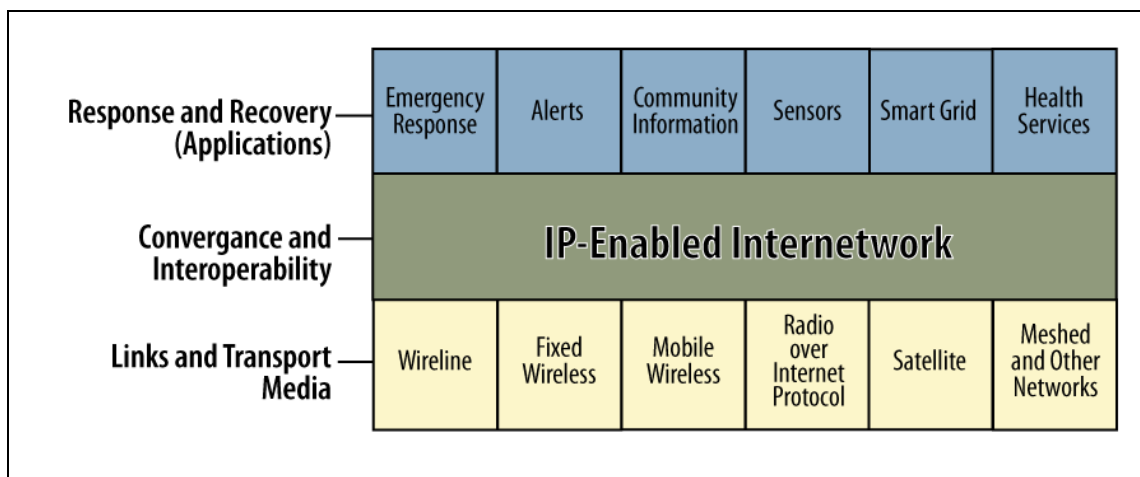 Response and Recovery
(Applications)
Emergency
Response
Alerts
Community
Information
Sensors
Smart Grid
Health
Services
Convergance and
Interoperability
IP-Enabled Internetwork
Links and Transport
Media
Wireline
Fixed
Wireless
Mobile
Wireless
Radio
over
Internet
Protocol
Satellite
Meshed
and Other
Networks